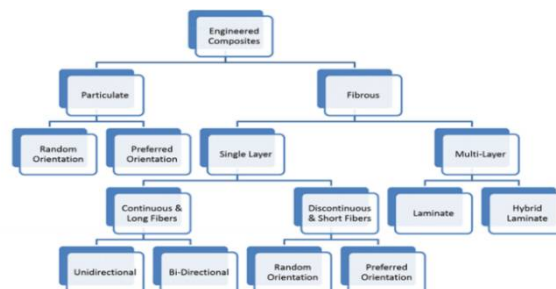 Engineered
Composites
Particulate
Fibrous
Random
Orientation
Preferred
Orientation
Single Layer
Multi-Layer
Continuous &
Long Fibers
Discontinuous
& Short Fibers
Laminate
Hybrid
Laminate
Unidirectional
Bi-Directional
Random
Orientation
Preferred
Orientation